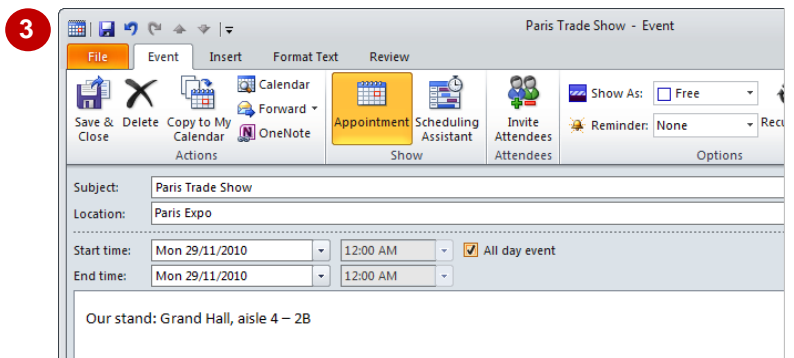 3
Paris Trade Show - Event
File Event Insert Format Text Review
Save & Close
Delete
Copy to My Calendar
Calendar
Forward
OneNote
Actions
Appointment
Scheduling Assistant
Show
Invite Attendees
Attendees
Show As: Free
Reminder: None
Options
Subject: Paris Trade Show
Location: Paris Expo
Start time: Mon 29/11/2010 12:00 AM All day event
End time: Mon 29/11/2010 12:00 AM
Our stand: Grand Hall, aisle 4 – 2B